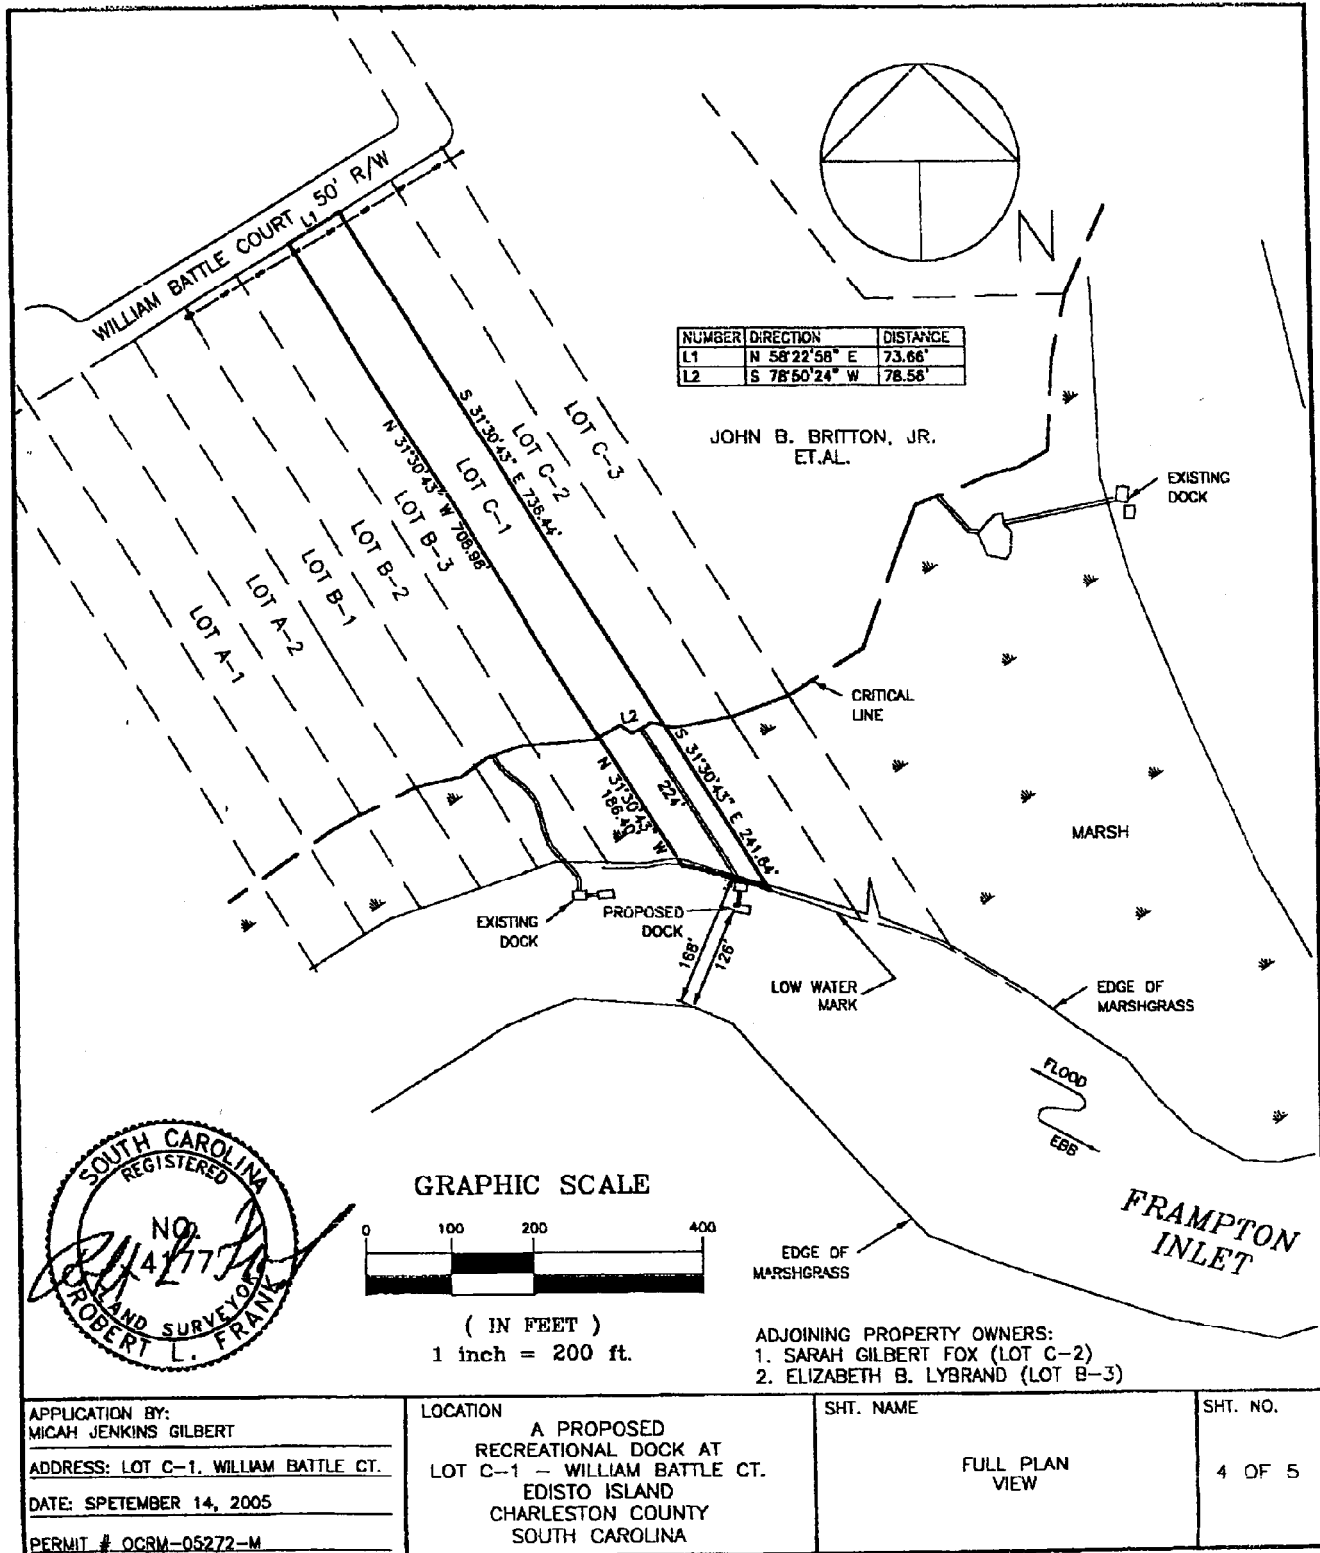 WILLIAM BATTLE COURT 50' R/W
L1
N
NUMBER DIRECTION DISTANCE
L1 N 58°22'58" E 73.66'
L2 S 78°50'24" W 78.56'
JOHN B. BRITTON, JR.
ET.AL.
EXISTING
DOCK
LOT C-3
LOT C-2
S 31°30'43" E 736.44'
LOT C-1
N 31°30'43" W 706.98'
LOT B-3
LOT B-2
LOT B-1
LOT A-2
LOT A-1
CRITICAL
LINE
L2
S 31°30'43" E 241.64'
224'
N 31°30'43" W
186.40'
MARSH
EXISTING
DOCK
PROPOSED
DOCK
168'
126'
LOW WATER
MARK
EDGE OF
MARSHGRASS
FLOOD
EBB
FRAMPTON
INLET
EDGE OF
MARSHGRASS
SOUTH CAROLINA
REGISTERED
NO.
4177
LAND SURVEYOR
ROBERT L. FRANK
GRAPHIC SCALE
0 100 200 400
( IN FEET )
1 inch = 200 ft.
ADJOINING PROPERTY OWNERS:
1. SARAH GILBERT FOX (LOT C-2)
2. ELIZABETH B. LYBRAND (LOT B-3)
APPLICATION BY:
MICAH JENKINS GILBERT
ADDRESS: LOT C-1. WILLIAM BATTLE CT.
DATE: SPETEMBER 14, 2005
PERMIT # OCRM-05272-M
LOCATION
A PROPOSED
RECREATIONAL DOCK AT
LOT C-1 - WILLIAM BATTLE CT.
EDISTO ISLAND
CHARLESTON COUNTY
SOUTH CAROLINA
SHT. NAME
FULL PLAN
VIEW
SHT. NO.
4 OF 5